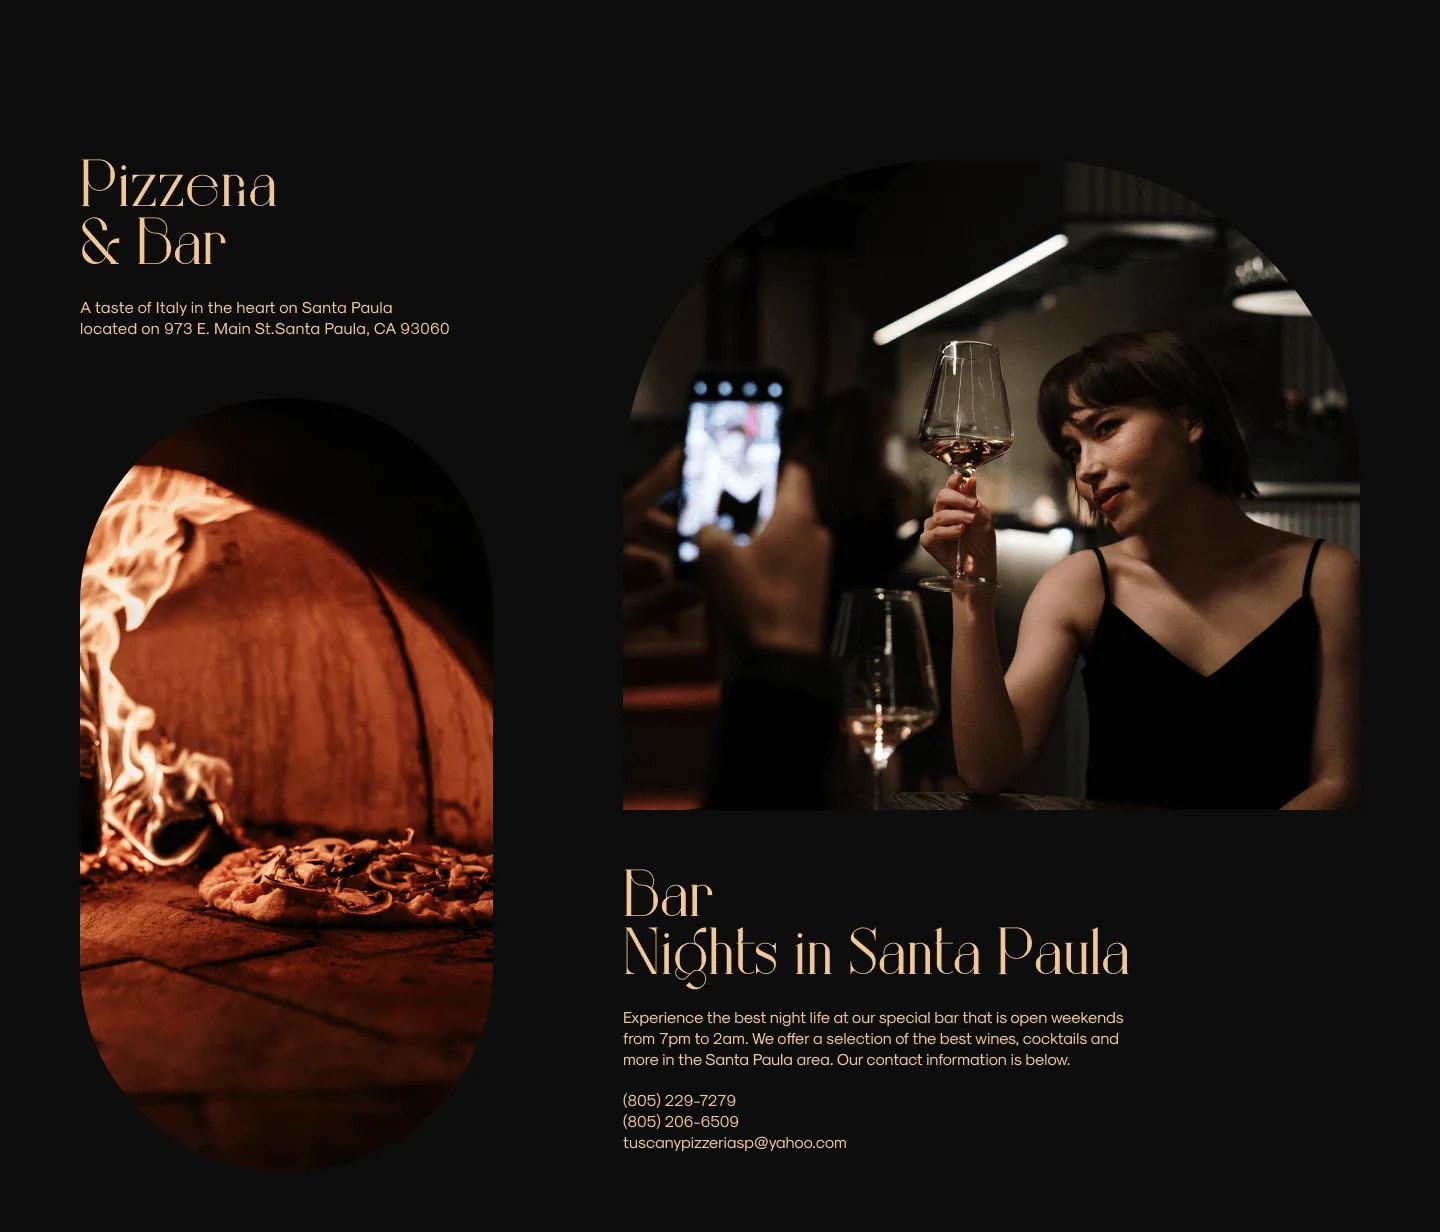 Pizzena
& Bar
A taste of Italy in the heart on Santa Paula
located on 973 E. Main St.Santa Paula, CA 93060
Bar
Nights in Santa Paula
Experience the best night life at our special bar that is open weekends
from 7pm to 2am. We offer a selection of the best wines, cocktails and
more in the Santa Paula area. Our contact information is below.
(805) 229-7279
(805) 206-6509
tuscanypizzeriasp@yahoo.com